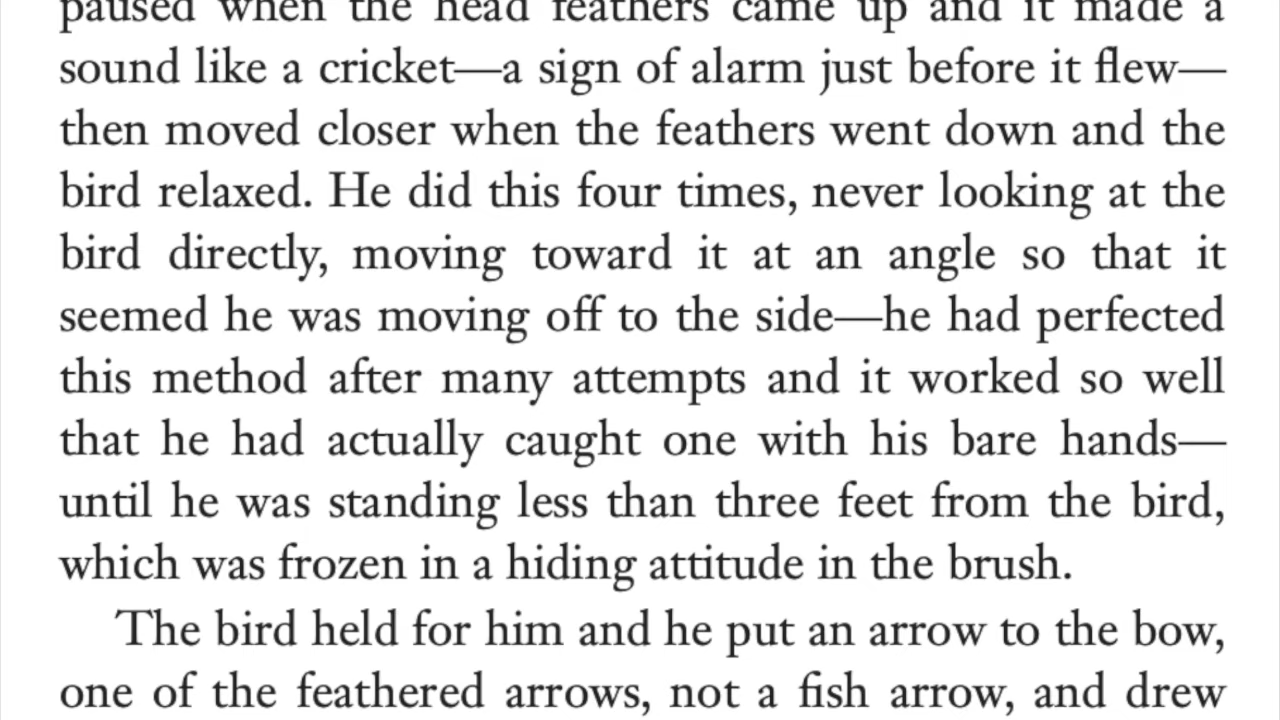 paused when the head feathers came up and it made a
sound like a cricket—a sign of alarm just before it flew—
then moved closer when the feathers went down and the
bird relaxed. He did this four times, never looking at the
bird directly, moving toward it at an angle so that it
seemed he was moving off to the side—he had perfected
this method after many attempts and it worked so well
that he had actually caught one with his bare hands—
until he was standing less than three feet from the bird,
which was frozen in a hiding attitude in the brush.
The bird held for him and he put an arrow to the bow,
one of the feathered arrows, not a fish arrow, and drew